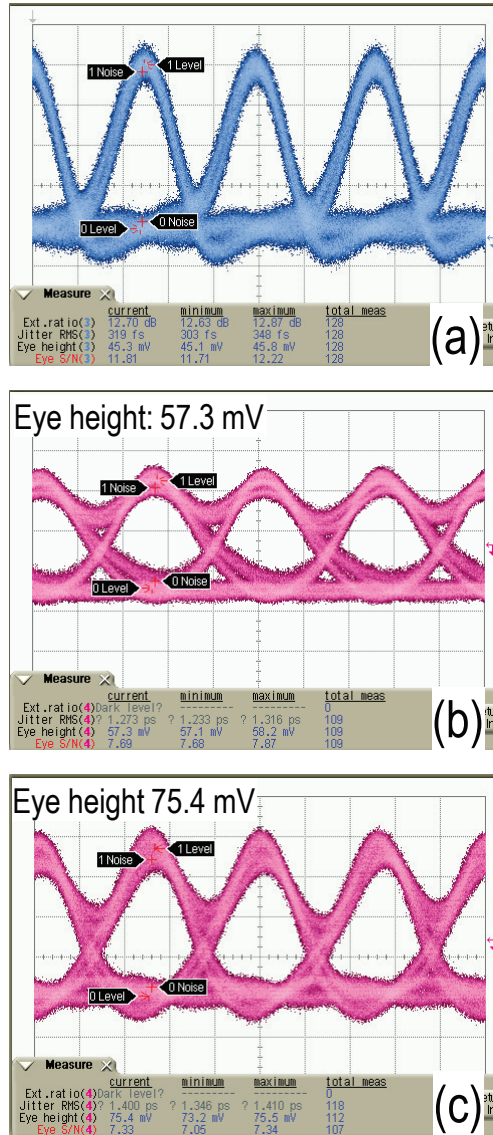 1 Level
1 Noise
0 Noise
0 Level
Measure
current minimum maximum total meas
Ext.ratio(3) 12.70 dB 12.63 dB 12.87 dB 128
Jitter RMS(3) 319 fs 303 fs 348 fs 128
Eye height(3) 45.3 mV 45.1 mV 45.8 mV 128
Eye S/N(3) 11.81 11.71 12.22 128
(a)
Eye height: 57.3 mV
1 Level
1 Noise
0 Noise
0 Level
Measure
current minimum maximum total meas
Ext.ratio(4) Dark level? --------- --------- 0
Jitter RMS(4) ? 1.273 ps ? 1.233 ps ? 1.316 ps 109
Eye height(4) 57.3 mV 57.1 mV 58.2 mV 109
Eye S/N(4) 7.69 7.68 7.87 109
(b)
Eye height 75.4 mV
1 Level
1 Noise
0 Noise
0 Level
Measure
current minimum maximum total meas
Ext.ratio(4) Dark level? --------- --------- 0
Jitter RMS(4) ? 1.400 ps ? 1.346 ps ? 1.410 ps 118
Eye height(4) 75.4 mV 73.2 mV 75.5 mV 112
Eye S/N(4) 7.33 7.05 7.34 107
(c)